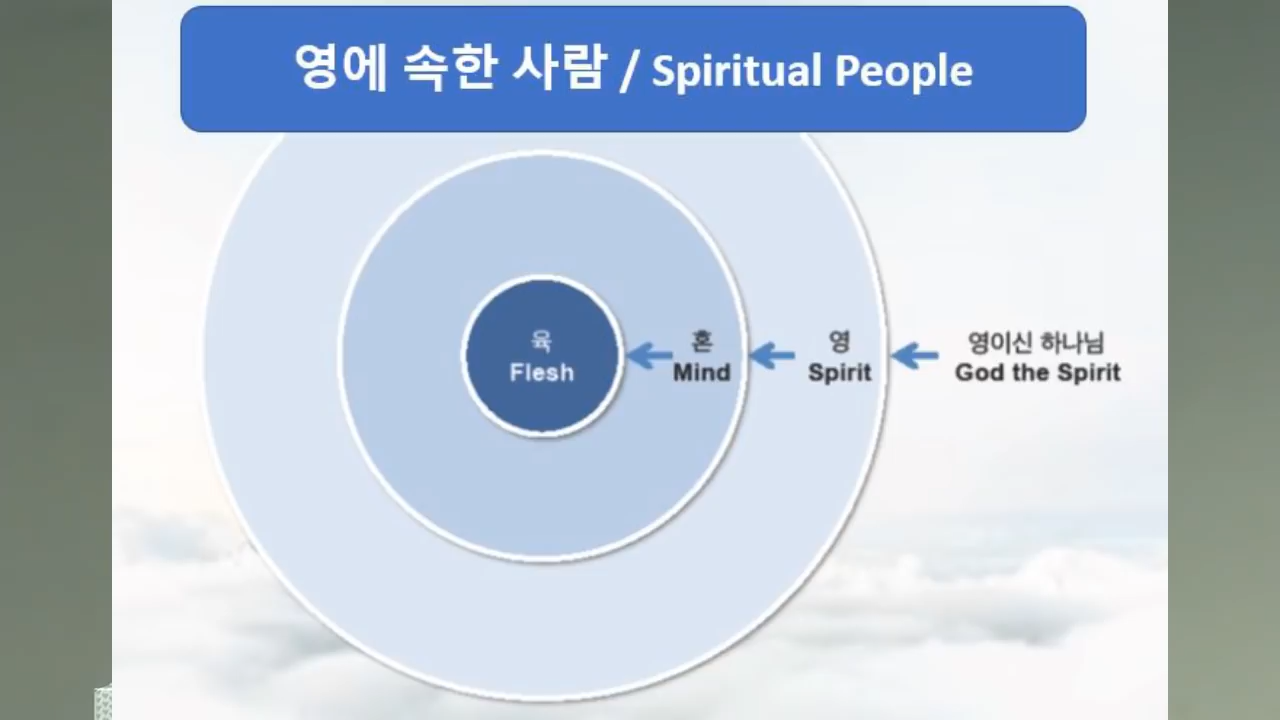 영에 속한 사람 / Spiritual People
육
Flesh
혼
Mind
영
Spirit
영이신 하나님
God the Spirit